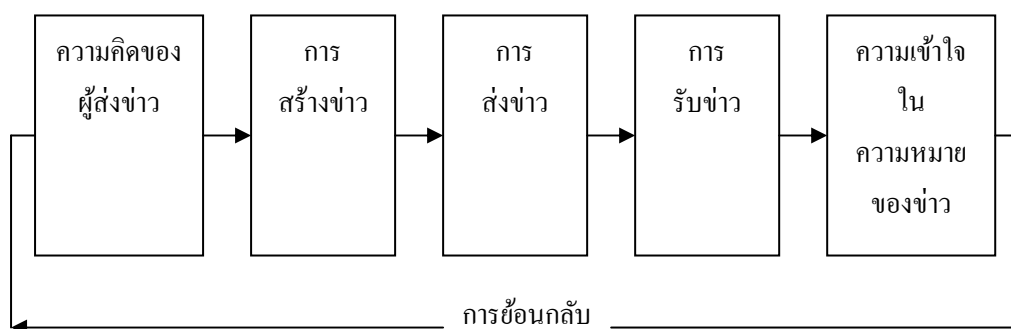 ความคิดของ
ผู้ส่งข่าว
การ
สร้างข่าว
การ
ส่งข่าว
การ
รับข่าว
ความเข้าใจ
ใน
ความหมาย
ของข่าว
การย้อนกลับ